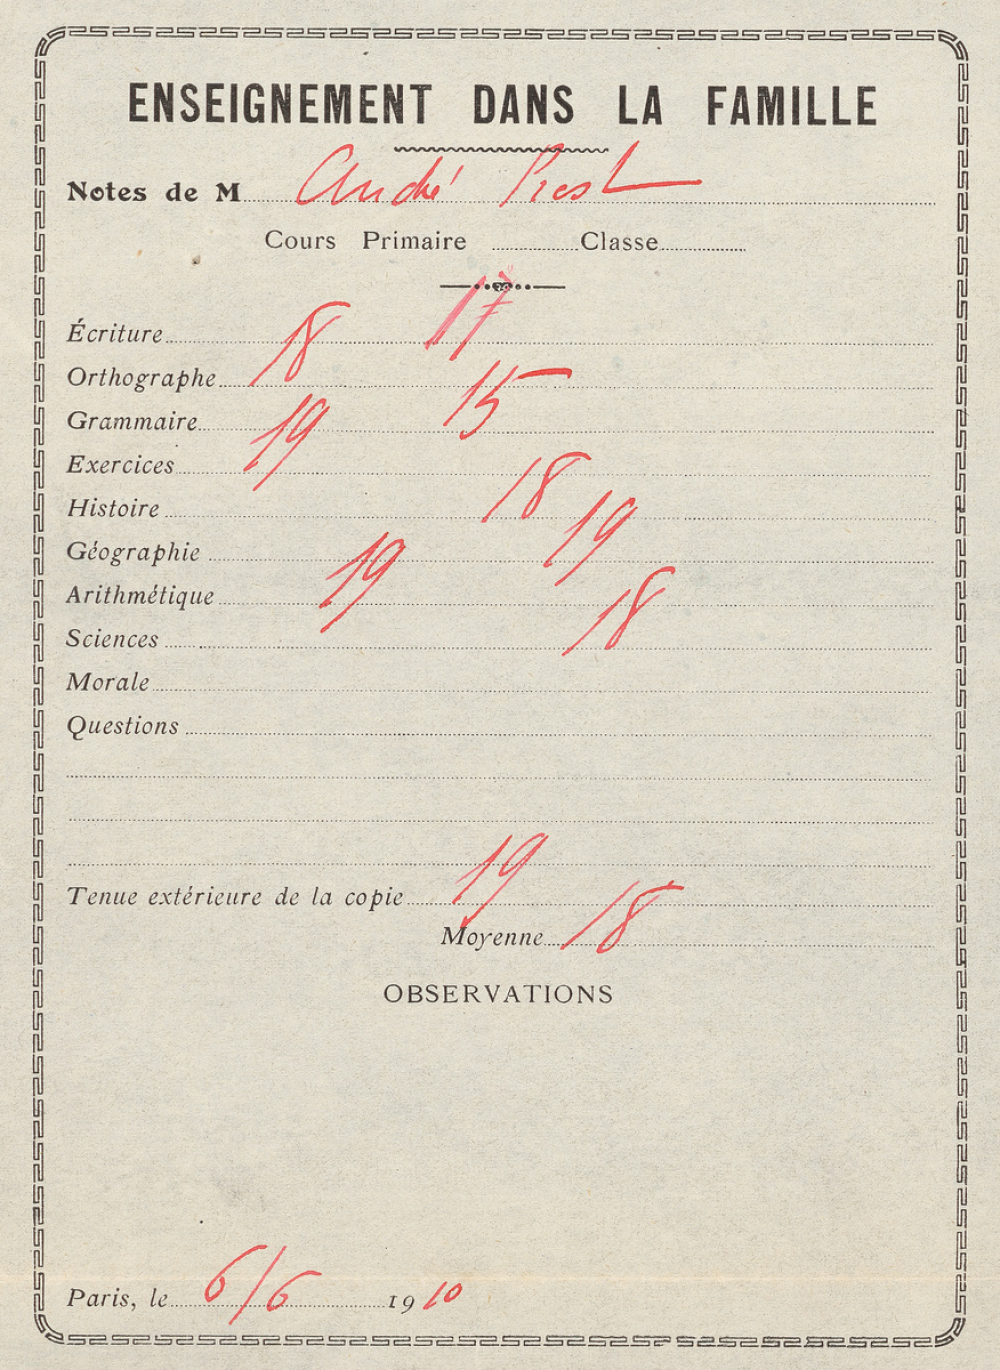 ENSEIGNEMENT DANS LA FAMILLE
Notes de M André
Cours Primaire Classe
Écriture 18 17
Orthographe
Grammaire 19 15
Exercices
Histoire 18
Géographie 19
Arithmétique 19
Sciences 18
Morale
Questions
Tenue extérieure de la copie 19
Moyenne 18
OBSERVATIONS
Paris, le 6/6 1910